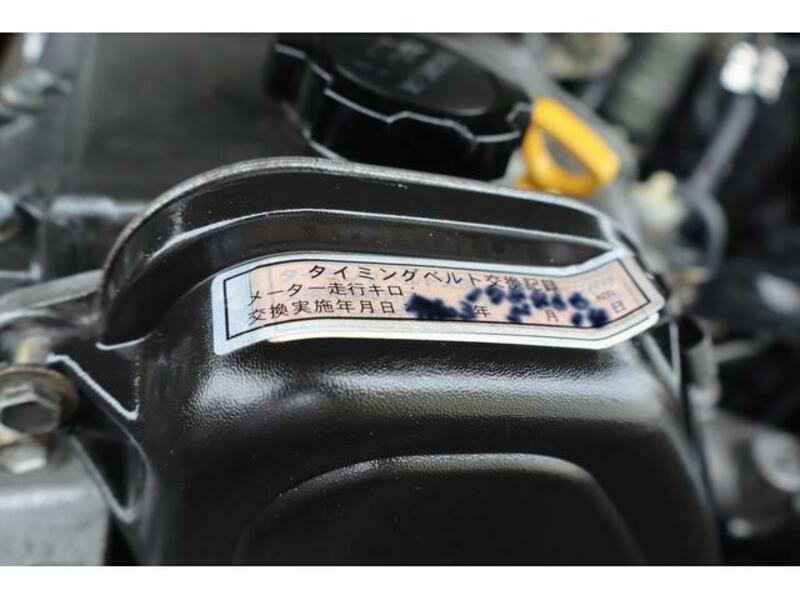 タイミングベルト交換記録
メーター走行キロ：
交換実施年月日 年 月 日